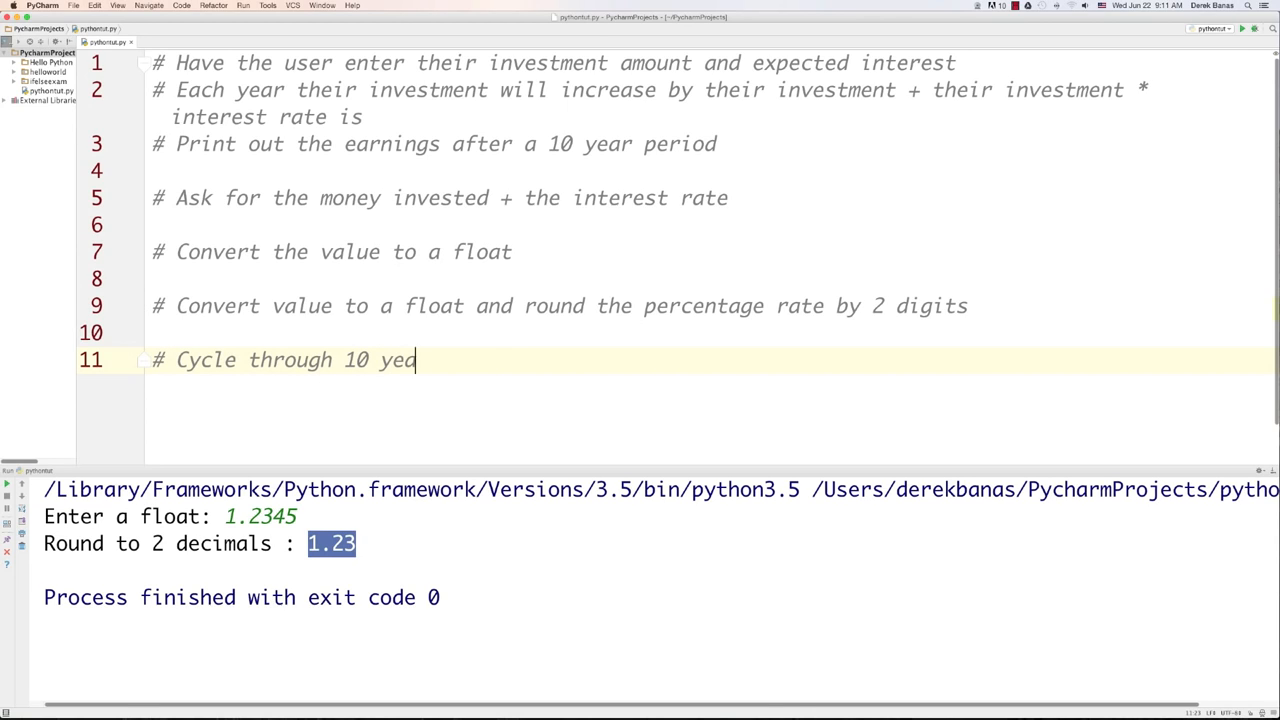 PyCharm File Edit View Navigate Code Refactor Run Tools VCS Window Help 10 Wed Jun 22 9:11 AM Derek Banas
pythontut.py - PycharmProjects - [~/PycharmProjects]
PycharmProjects pythontut.py pythontut
pythontut.py
PycharmProject
Hello Python
helloworld
ifelseexam
pythontut.py
External Librarie
1 # Have the user enter their investment amount and expected interest
2 # Each year their investment will increase by their investment + their investment *
interest rate is
3 # Print out the earnings after a 10 year period
4
5 # Ask for the money invested + the interest rate
6
7 # Convert the value to a float
8
9 # Convert value to a float and round the percentage rate by 2 digits
10
11 # Cycle through 10 yea
Run pythontut
/Library/Frameworks/Python.framework/Versions/3.5/bin/python3.5 /Users/derekbanas/PycharmProjects/pytho
Enter a float: 1.2345
Round to 2 decimals : 1.23
Process finished with exit code 0
11:23 LF UTF-8